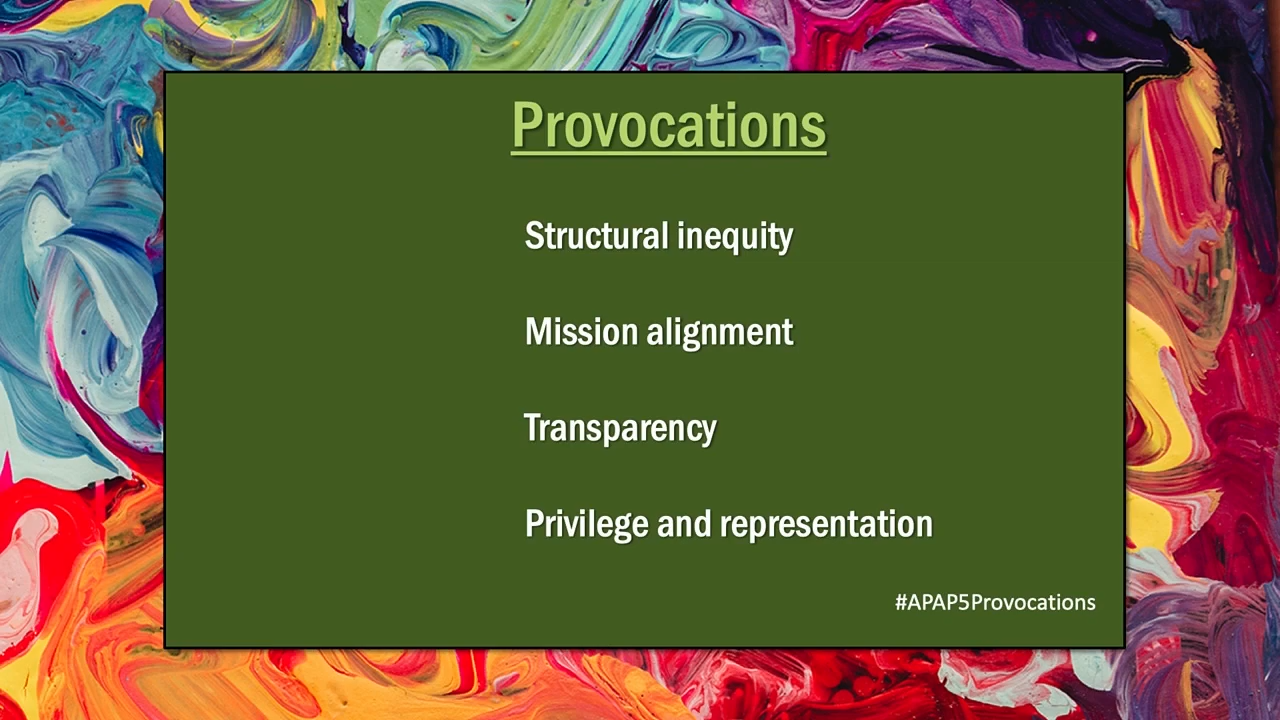 Provocations
Structural inequity
Mission alignment
Transparency
Privilege and representation
#APAP5Provocations